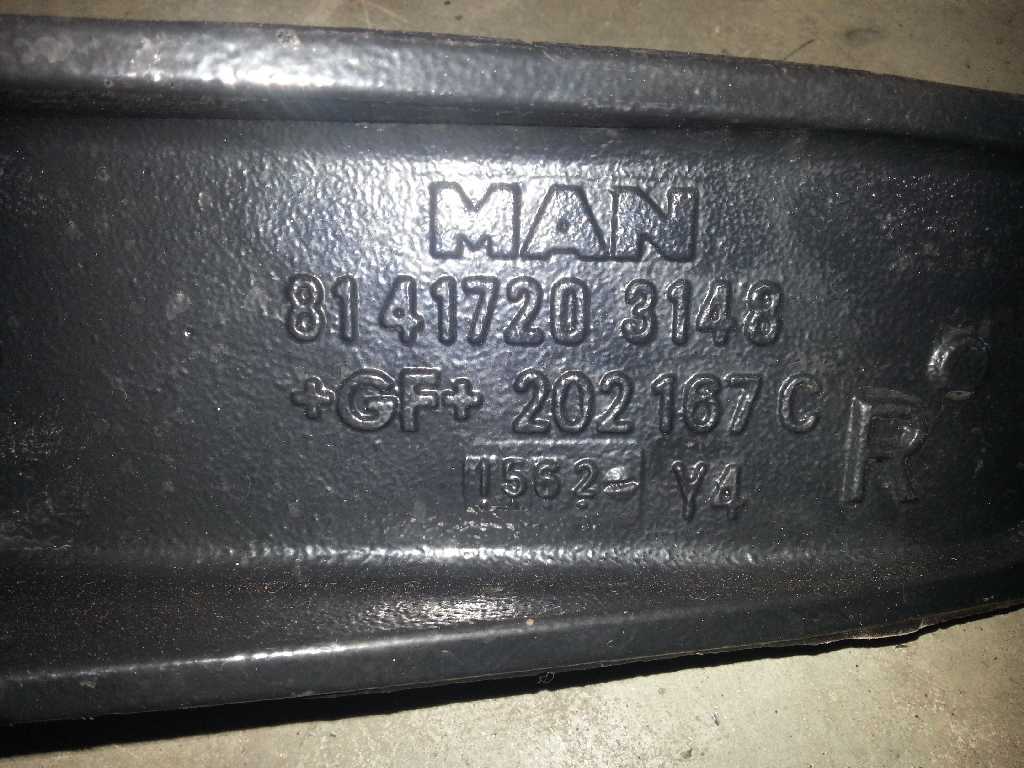 MAN
81 41720 3148
+GF+ 202 167 C
1562 Y4
R